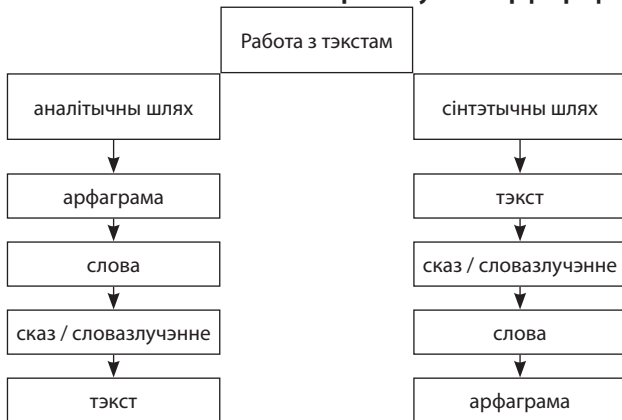 Работа з тэкстам
аналітычны шлях
арфаграма
слова
сказ / словазлучэнне
тэкст
сінтэтычны шлях
тэкст
сказ / словазлучэнне
слова
арфаграма